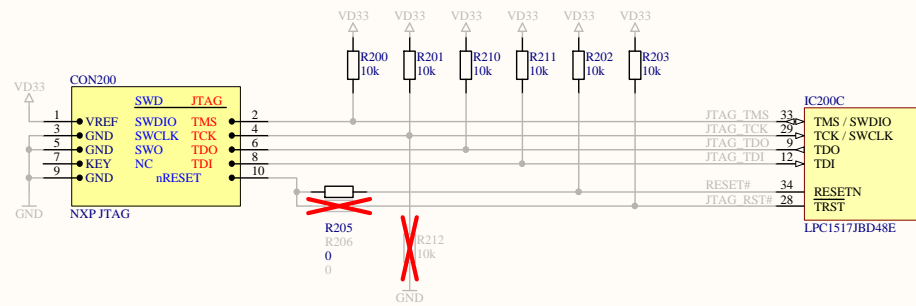 VD33 VD33 VD33 VD33 VD33 VD33
R200 R201 R210 R211 R202 R203
10k 10k 10k 10k 10k 10k
CON200
VD33
SWD JTAG
1 VREF SWDIO TMS 2
3 GND SWCLK TCK 4
5 GND SWO TDO 6
7 KEY NC TDI 8
9 GND nRESET 10
GND
NXP JTAG
IC200C
JTAG_TMS 33 TMS / SWDIO
JTAG_TCK 29 TCK / SWCLK
JTAG_TDO 9 TDO
JTAG_TDI 12 TDI
RESET# 34 RESETN
JTAG_RST# 28 TRST
LPC1517JBD48E
R205
R206
0
0
R212
10k
GND